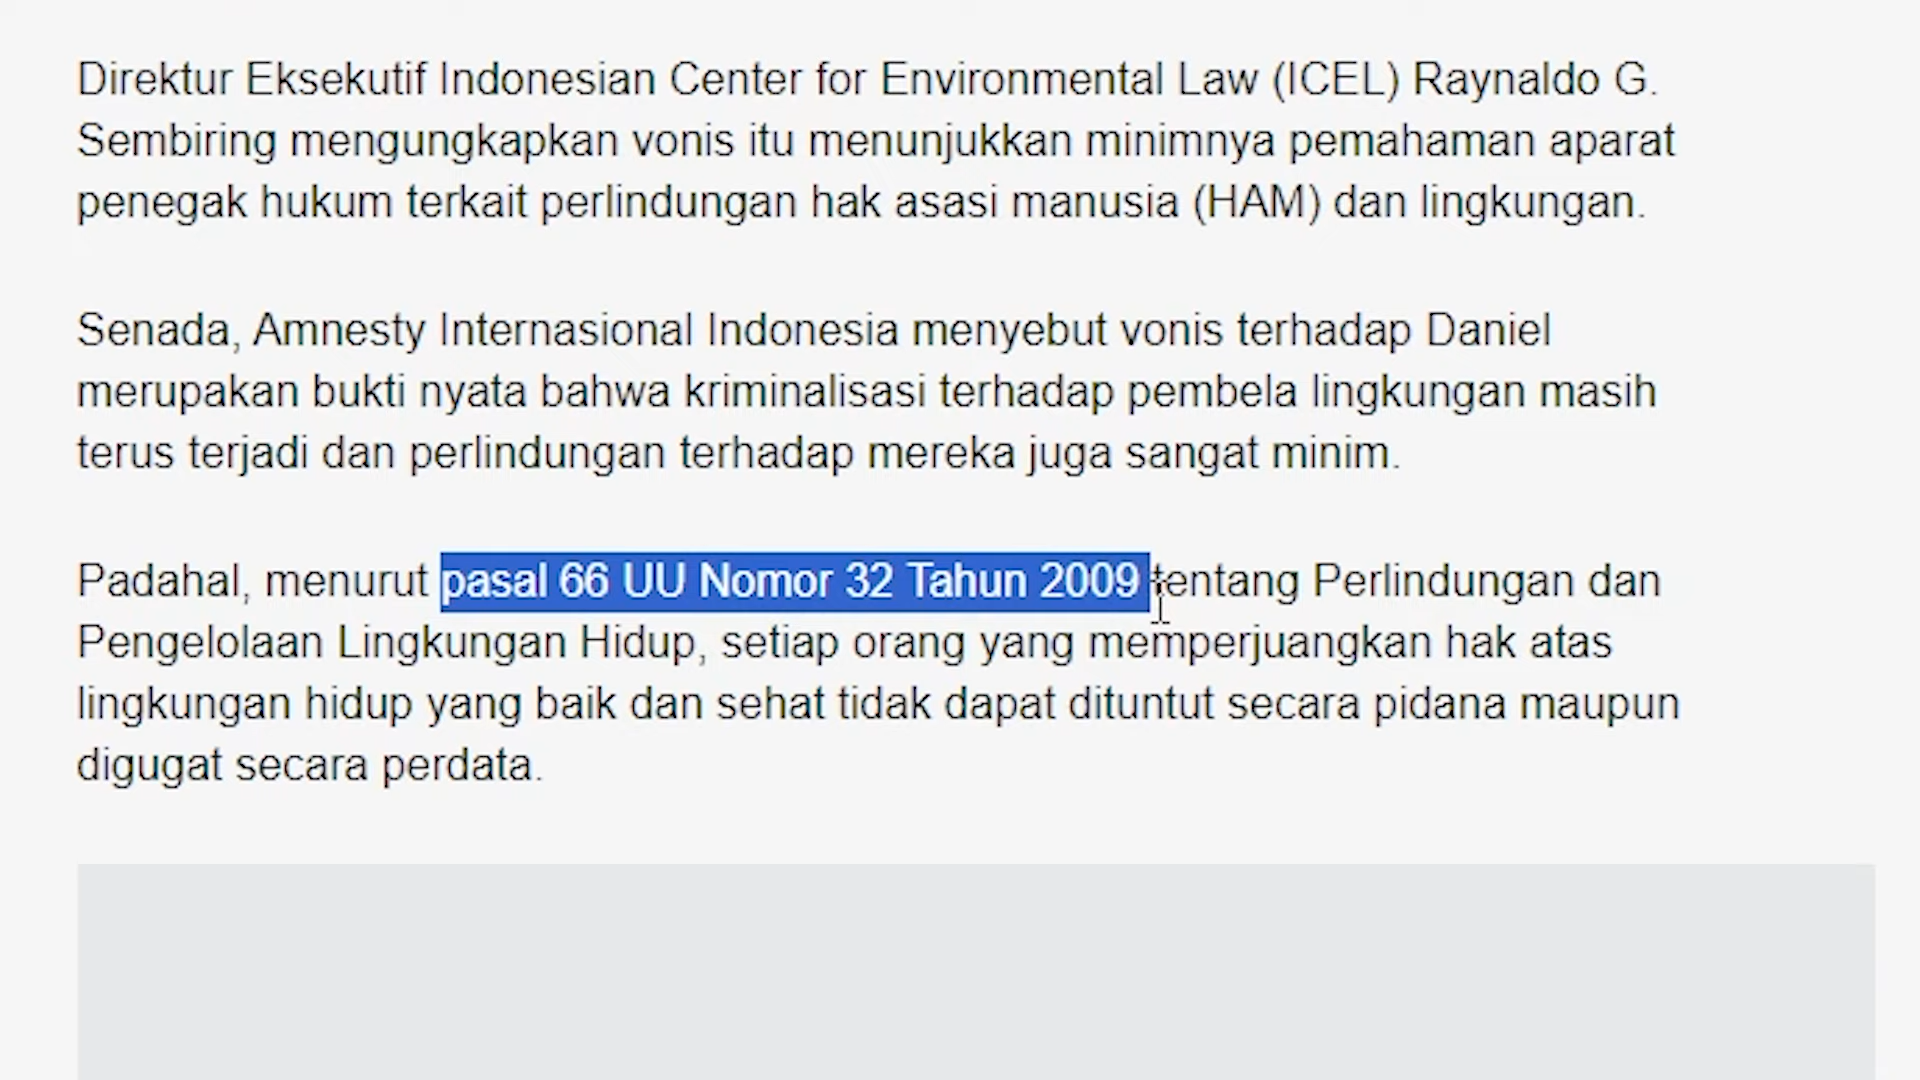 Direktur Eksekutif Indonesian Center for Environmental Law (ICEL) Raynaldo G.
Sembiring mengungkapkan vonis itu menunjukkan minimnya pemahaman aparat
penegak hukum terkait perlindungan hak asasi manusia (HAM) dan lingkungan.
Senada, Amnesty Internasional Indonesia menyebut vonis terhadap Daniel
merupakan bukti nyata bahwa kriminalisasi terhadap pembela lingkungan masih
terus terjadi dan perlindungan terhadap mereka juga sangat minim.
Padahal, menurut pasal 66 UU Nomor 32 Tahun 2009 tentang Perlindungan dan
Pengelolaan Lingkungan Hidup, setiap orang yang memperjuangkan hak atas
lingkungan hidup yang baik dan sehat tidak dapat dituntut secara pidana maupun
digugat secara perdata.